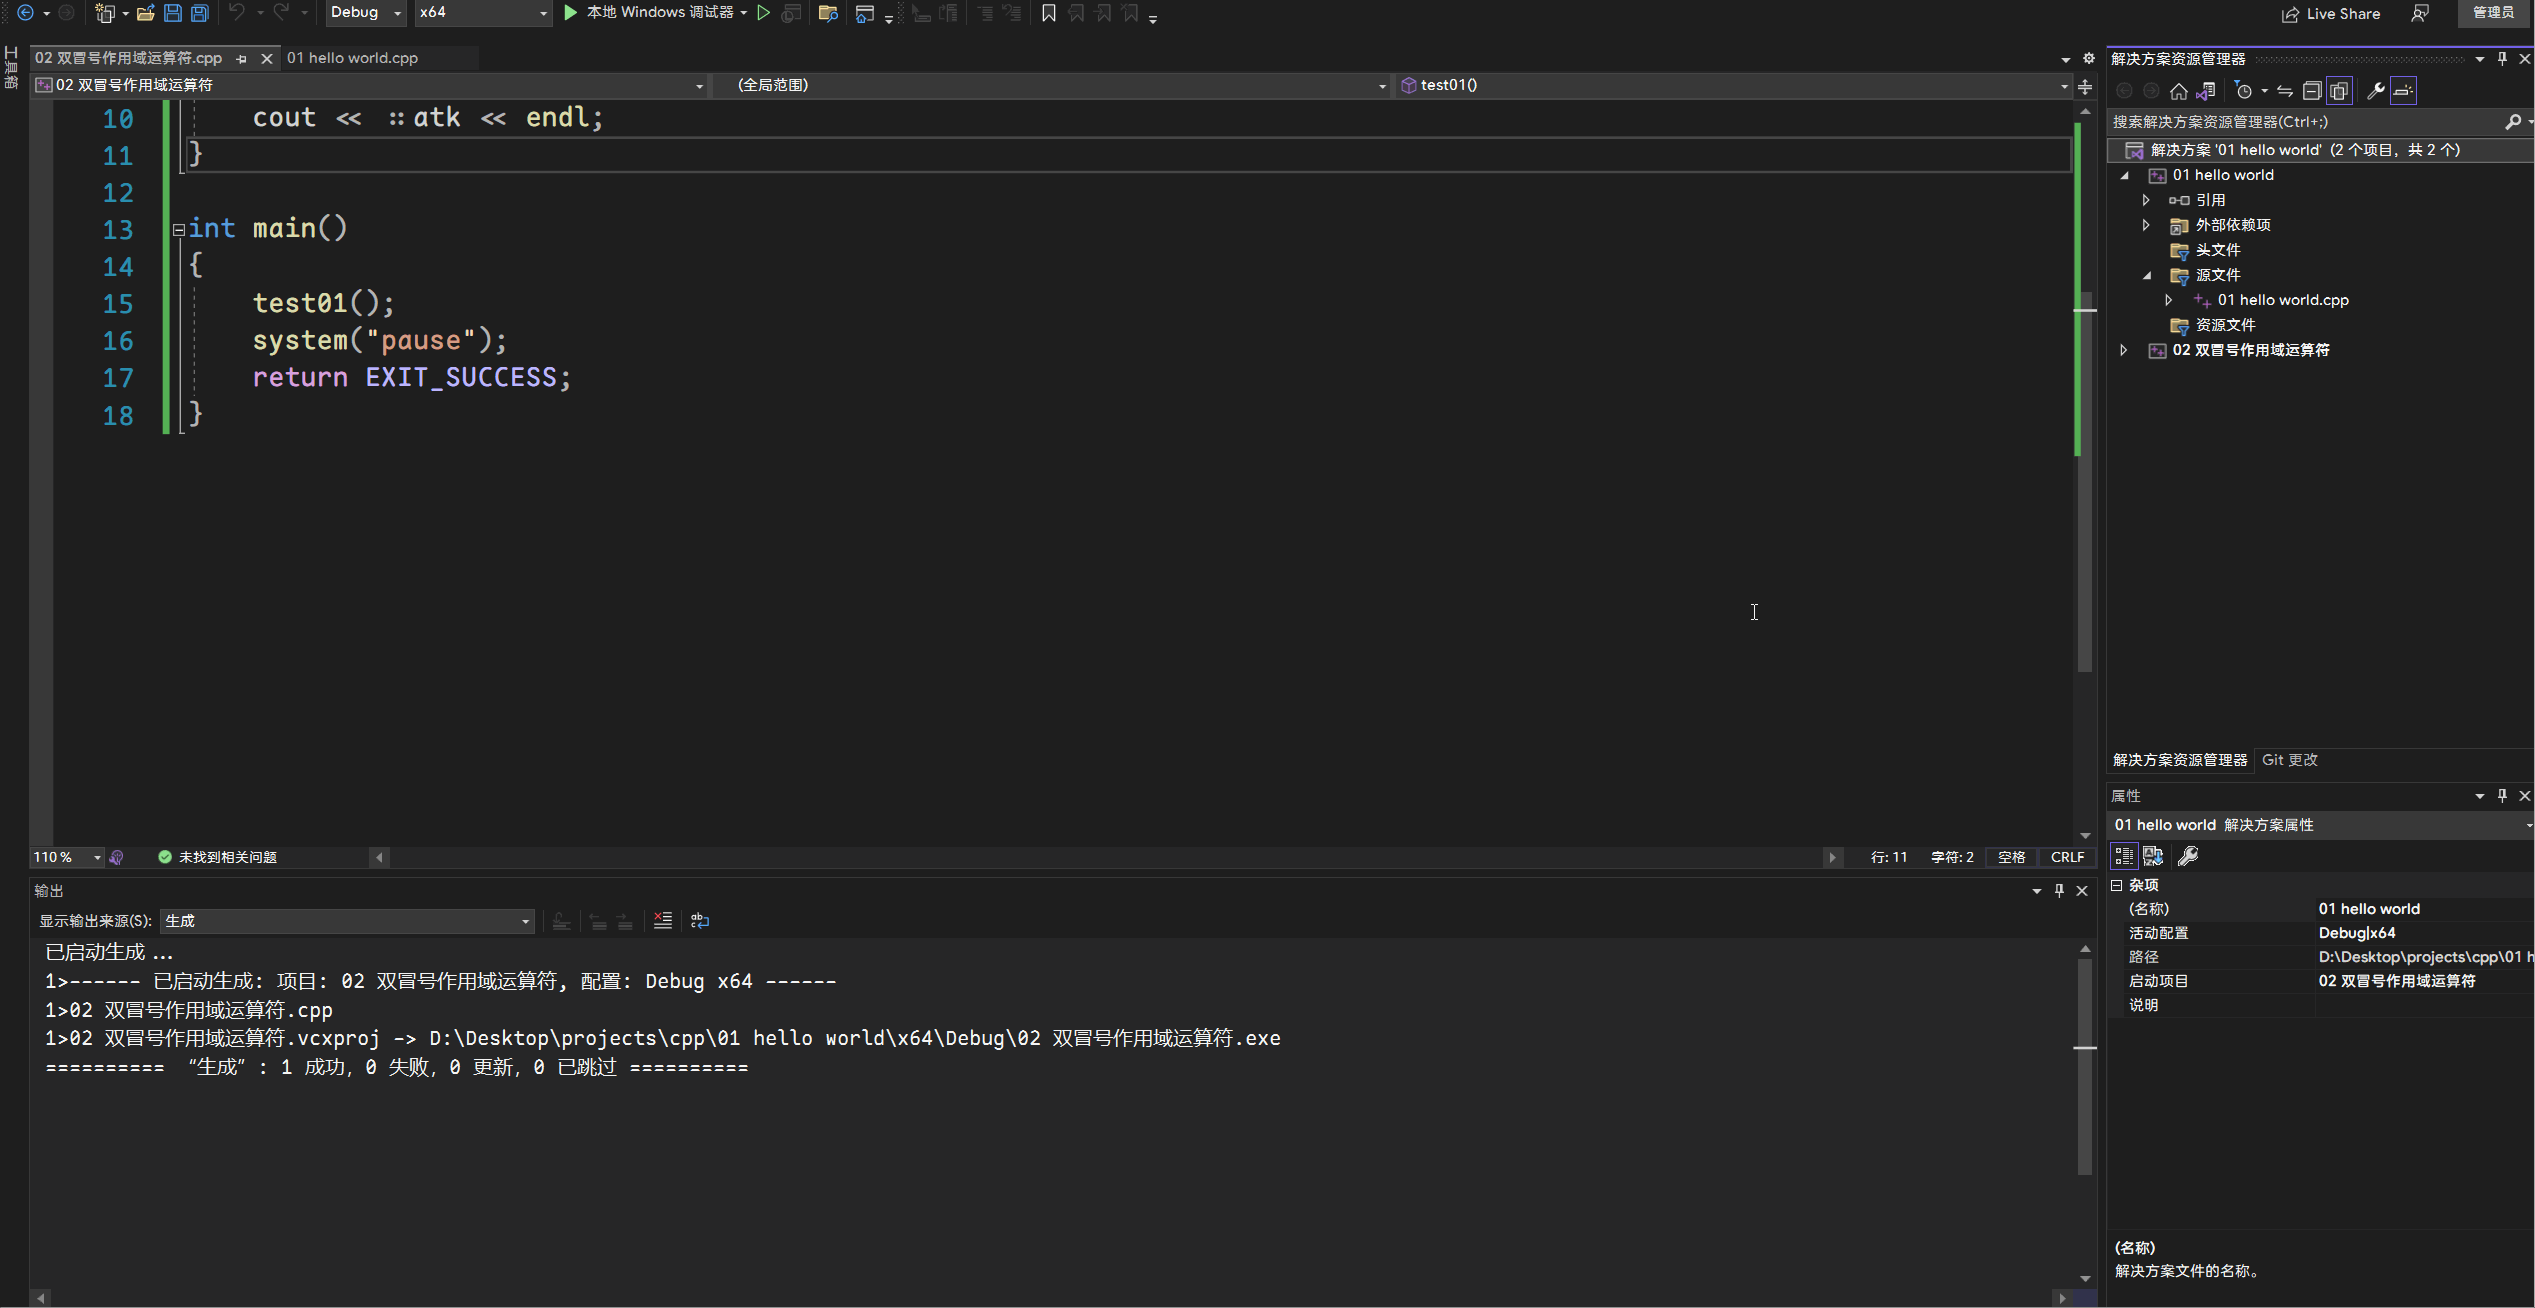 Debug
x64
本地 Windows 调试器
Live Share
管理员
工具箱
02 双冒号作用域运算符.cpp
01 hello world.cpp
02 双冒号作用域运算符
(全局范围)
test01()
10 cout << ::atk << endl;
11 }
12
13 int main()
14 {
15 test01();
16 system("pause");
17 return EXIT_SUCCESS;
18 }
110 %
未找到相关问题
行: 11
字符: 2
空格
CRLF
输出
显示输出来源(S): 生成
已启动生成...
1>------ 已启动生成: 项目: 02 双冒号作用域运算符, 配置: Debug x64 ------
1>02 双冒号作用域运算符.cpp
1>02 双冒号作用域运算符.vcxproj -> D:\Desktop\projects\cpp\01 hello world\x64\Debug\02 双冒号作用域运算符.exe
========== “生成”: 1 成功，0 失败，0 更新，0 已跳过 ==========
解决方案资源管理器
搜索解决方案资源管理器(Ctrl+;)
解决方案 '01 hello world' (2 个项目，共 2 个)
01 hello world
引用
外部依赖项
头文件
源文件
01 hello world.cpp
资源文件
02 双冒号作用域运算符
解决方案资源管理器
Git 更改
属性
01 hello world 解决方案属性
杂项
(名称) 01 hello world
活动配置 Debug|x64
路径 D:\Desktop\projects\cpp\01 h
启动项目 02 双冒号作用域运算符
说明
(名称)
解决方案文件的名称。